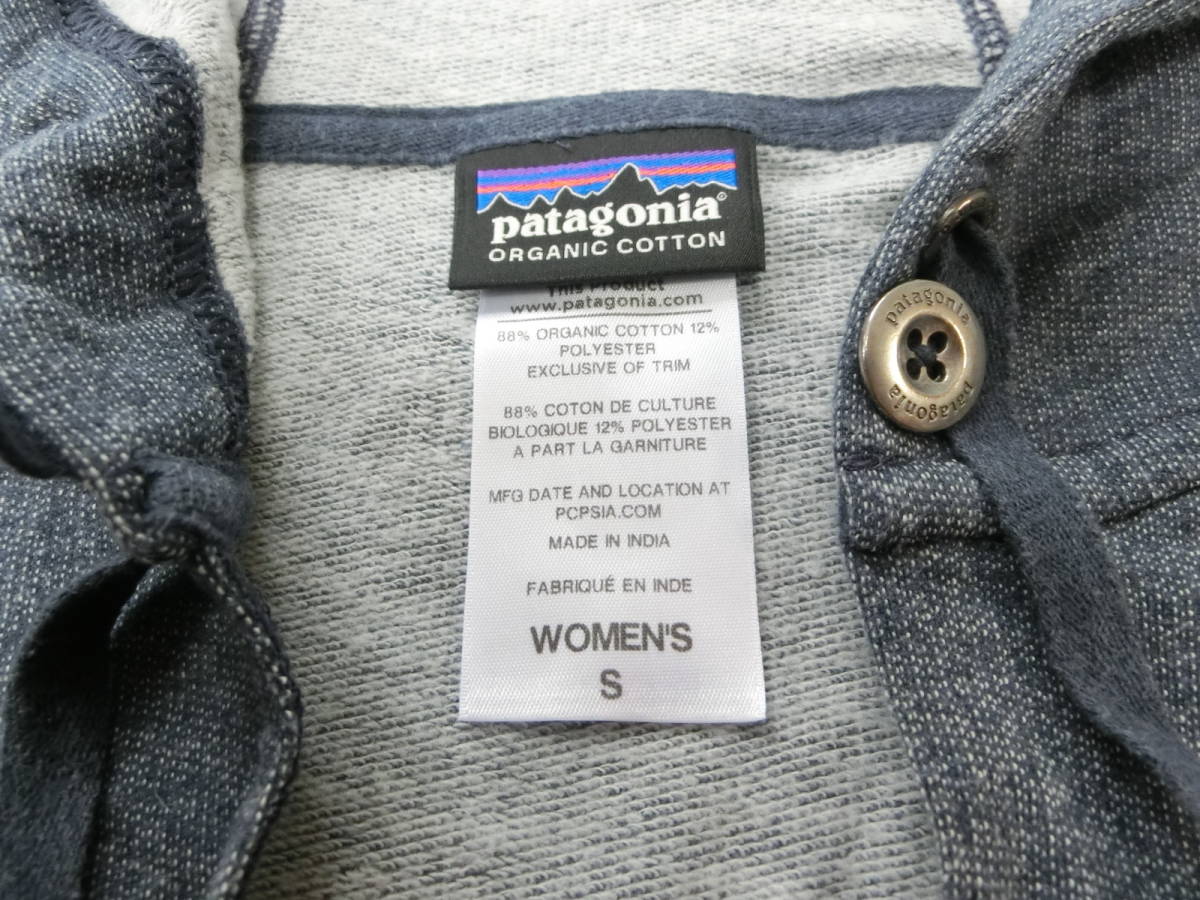 patagonia®
ORGANIC COTTON
This Product
www.patagonia.com
88% ORGANIC COTTON 12%
POLYESTER
EXCLUSIVE OF TRIM
88% COTON DE CULTURE
BIOLOGIQUE 12% POLYESTER
A PART LA GARNITURE
MFG DATE AND LOCATION AT
PCPSIA.COM
MADE IN INDIA
FABRIQUÉ EN INDE
WOMEN'S
S
patagonia
patagonia